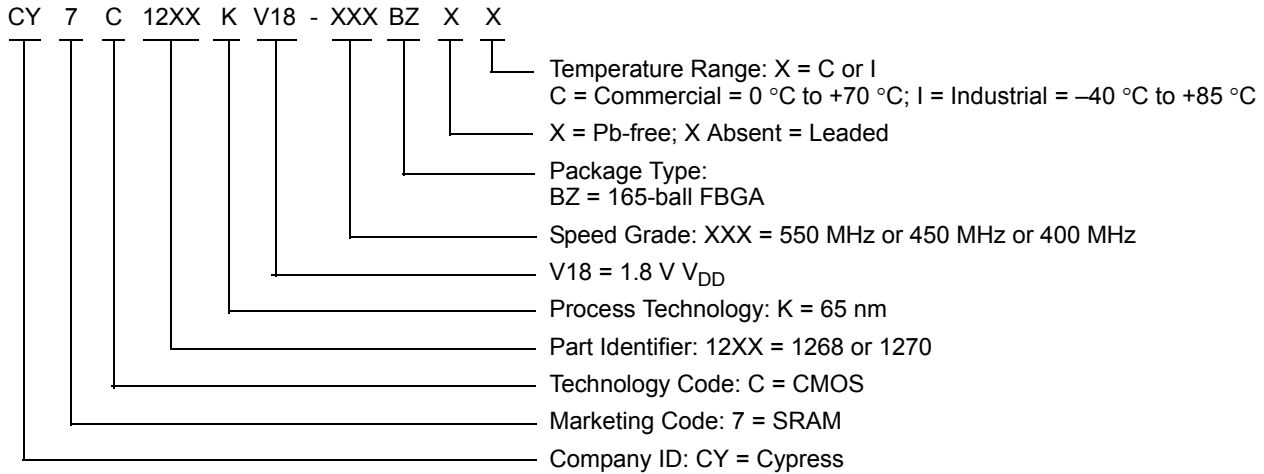 CY 7 C 12XX K V18 - XXX BZ X X
Temperature Range: X = C or I
C = Commercial = 0 °C to +70 °C; I = Industrial = –40 °C to +85 °C
X = Pb-free; X Absent = Leaded
Package Type:
BZ = 165-ball FBGA
Speed Grade: XXX = 550 MHz or 450 MHz or 400 MHz
V18 = 1.8 V VDD
Process Technology: K = 65 nm
Part Identifier: 12XX = 1268 or 1270
Technology Code: C = CMOS
Marketing Code: 7 = SRAM
Company ID: CY = Cypress